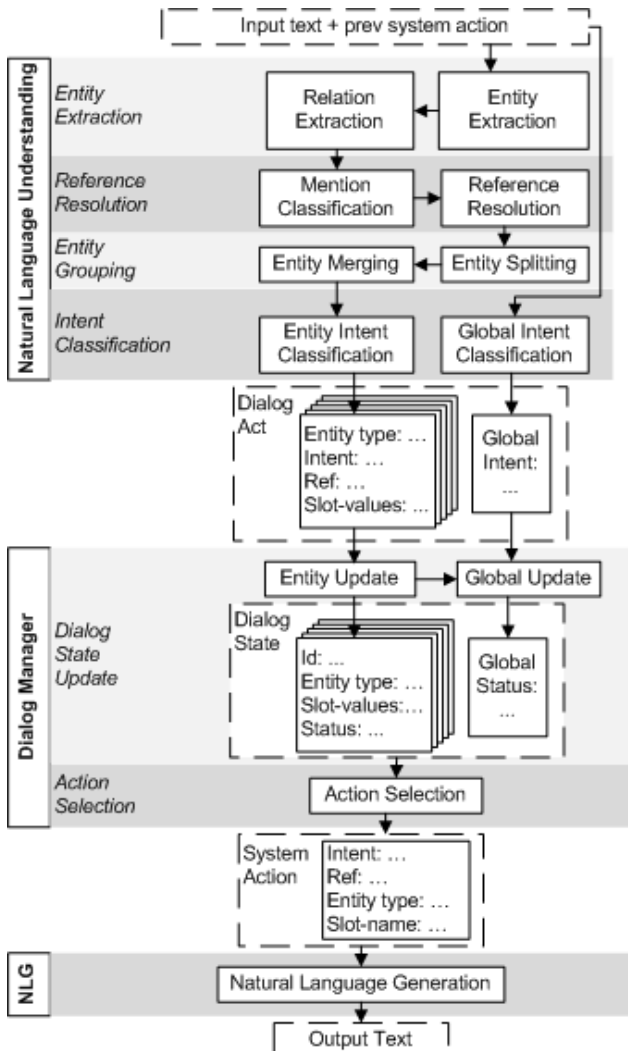 Input text + prev system action
Natural Language Understanding
Entity
Extraction
Relation
Extraction
Entity
Extraction
Reference
Resolution
Mention
Classification
Reference
Resolution
Entity
Grouping
Entity Merging
Entity Splitting
Intent
Classification
Entity Intent
Classification
Global Intent
Classification
Dialog
Act
Entity type: ...
Intent: ...
Ref: ...
Slot-values: ...
Global
Intent:
...
Dialog Manager
Dialog
State
Update
Entity Update
Global Update
Dialog
State
Id: ...
Entity type: ...
Slot-values:...
Status: ...
Global
Status:
...
Action
Selection
Action Selection
System
Action
Intent: ...
Ref: ...
Entity type: ...
Slot-name: ...
NLG
Natural Language Generation
Output Text